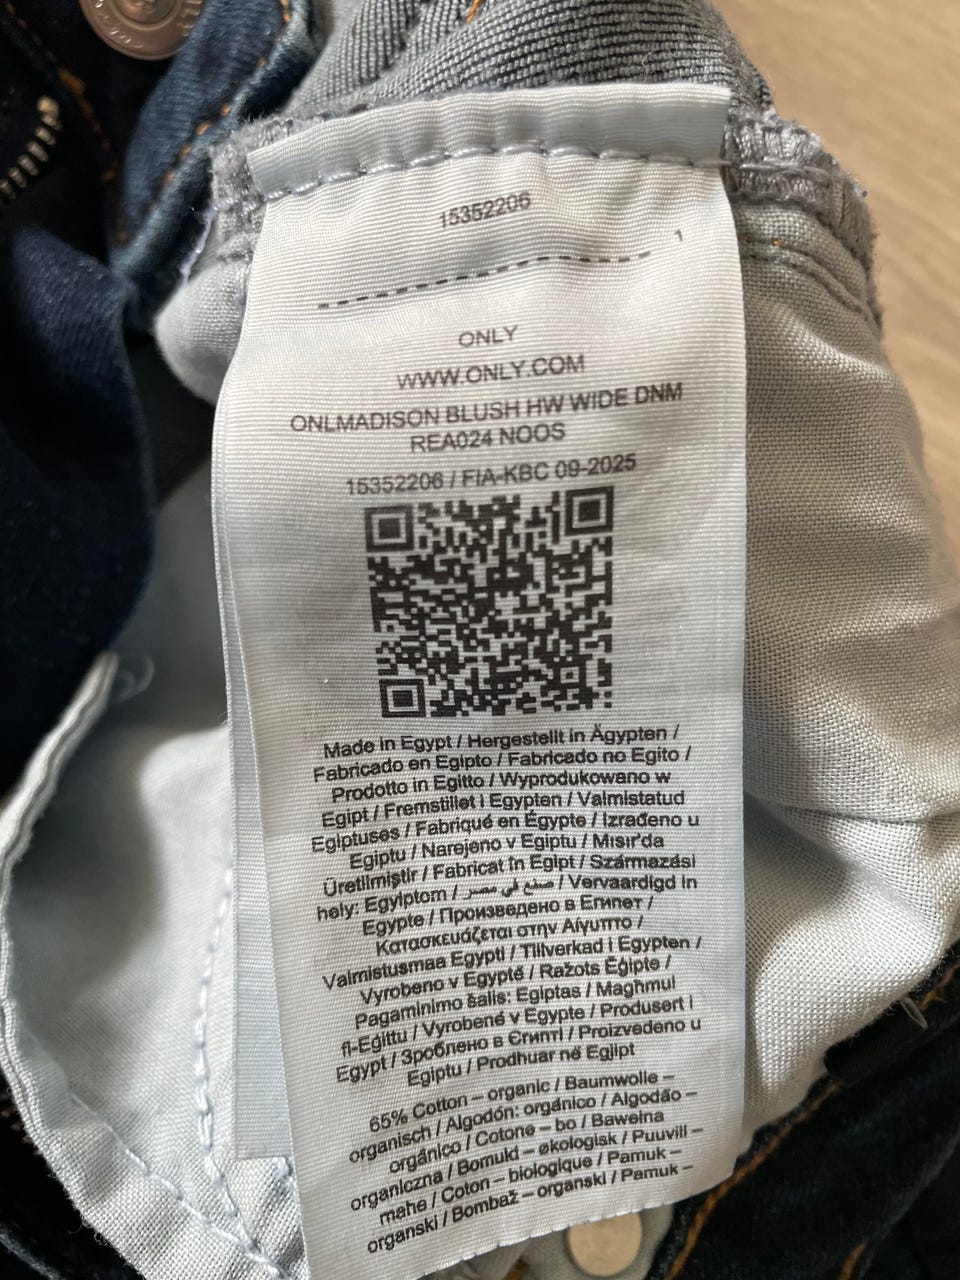 15352206
1
ONLY
WWW.ONLY.COM
ONLMADISON BLUSH HW WIDE DNM
REA024 NOOS
15352206 / FIA-KBC 09-2025
Made in Egypt / Hergestellt in Ägypten /
Fabricado en Egipto / Fabricado no Egito /
Prodotto in Egitto / Wyprodukowano w
Egipt / Fremstillet i Egypten / Valmistatud
Egiptuses / Fabriqué en Égypte / Izrađeno u
Egiptu / Narejeno v Egiptu / Mısır'da
Üretilmiştir / Fabricat în Egipt / Származási
hely: Egyiptom / صنع في مصر / Vervaardigd in
Egypte / Произведено в Египет /
Κατασκευάζεται στην Αίγυπτο /
Valmistusmaa Egypti / Tillverkad i Egypten /
Vyrobeno v Egyptě / Ražots Ēģipte /
Pagaminimo šalis: Egiptas / Magħmul
fl-Eġittu / Vyrobené v Egypte / Produsert i
Egypt / Зроблено в Єгипті / Proizvedeno u
Egiptu / Prodhuar në Egjipt
65% Cotton – organic / Baumwolle –
organisch / Algodón: orgánico / Algodão –
orgánico / Cotone – bo / Bawełna
organiczna / Bomuld – økologisk / Puuvill –
mahe / Coton – biologique / Pamuk –
organski / Bombaž – organski / Pamuk –